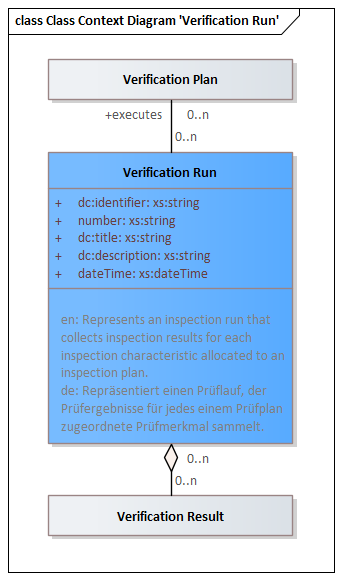 class Class Context Diagram 'Verification Run'
Verification Plan
+executes 0..n
0..n
Verification Run
+ dc:identifier: xs:string
+ number: xs:string
+ dc:title: xs:string
+ dc:description: xs:string
+ dateTime: xs:dateTime
en: Represents an inspection run that
collects inspection results for each
inspection characteristic allocated to an
inspection plan.
de: Repräsentiert einen Prüflauf, der
Prüfergebnisse für jedes einem Prüfplan
zugeordnete Prüfmerkmal sammelt.
0..n
0..n
Verification Result